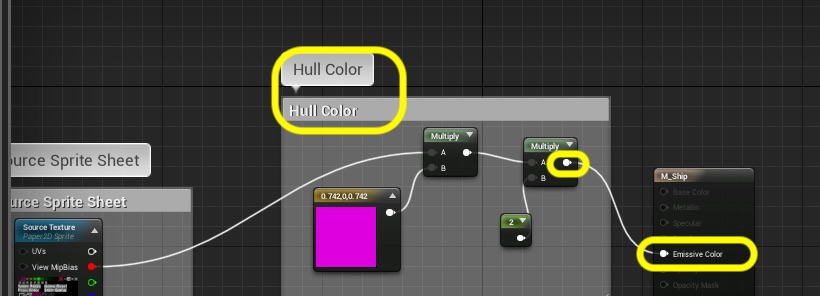 Hull Color
Hull Color
ource Sprite Sheet
urce Sprite Sheet
Source Texture
Paper2D Sprite
UVs
View MipBias
0.742,0,0.742
Multiply
A
B
Multiply
A
B
2
M_Ship
Base Color
Metallic
Specular
Emissive Color
Opacity Mask